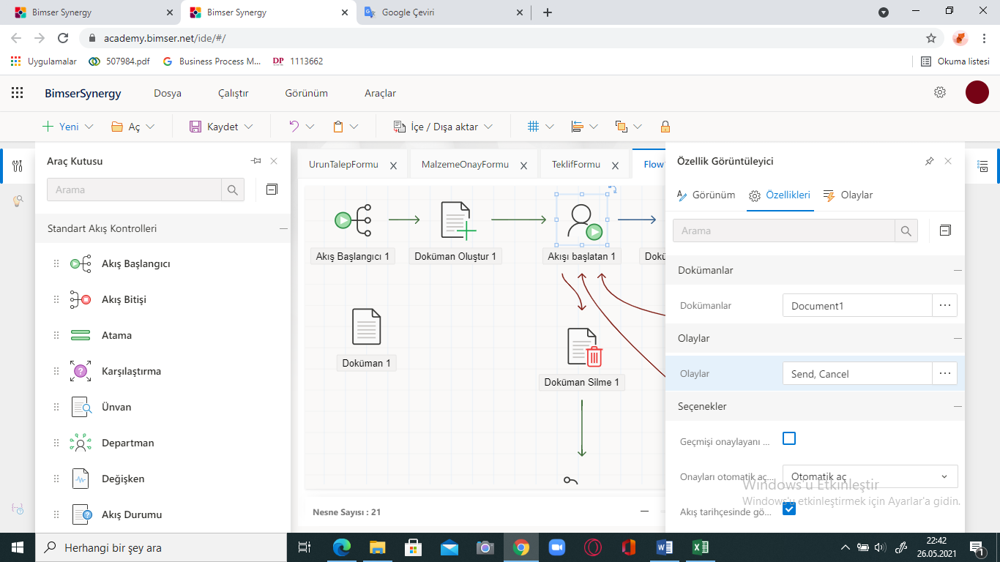 Bimser Synergy
Bimser Synergy
Google Çeviri
academy.bimser.net/ide/#/
Uygulamalar
507984.pdf
Business Process M...
DP 1113662
Okuma listesi
BimserSynergy
Dosya
Çalıştır
Görünüm
Araçlar
Yeni
Aç
Kaydet
İçe / Dışa aktar
Araç Kutusu
Arama
Standart Akış Kontrolleri
Akış Başlangıcı
Akış Bitişi
Atama
Karşılaştırma
Ünvan
Departman
Değişken
Akış Durumu
UrunTalepFormu
MalzemeOnayFormu
TeklifFormu
Flow
Akış Başlangıcı 1
Doküman Oluştur 1
Akışı başlatan 1
Dokü
Doküman 1
Doküman Silme 1
Nesne Sayısı : 21
Özellik Görüntüleyici
Görünüm
Özellikleri
Olaylar
Arama
Dokümanlar
Dokümanlar
Document1
Olaylar
Olaylar
Send, Cancel
Seçenekler
Geçmişi onaylayanı ...
Onayları otomatik aç...
Otomatik aç
Akış tarihçesinde gö...
Windows'u Etkinleştir
Windows'u etkinleştirmek için Ayarlar'a gidin.
Herhangi bir şey ara
22:42
26.05.2021
1